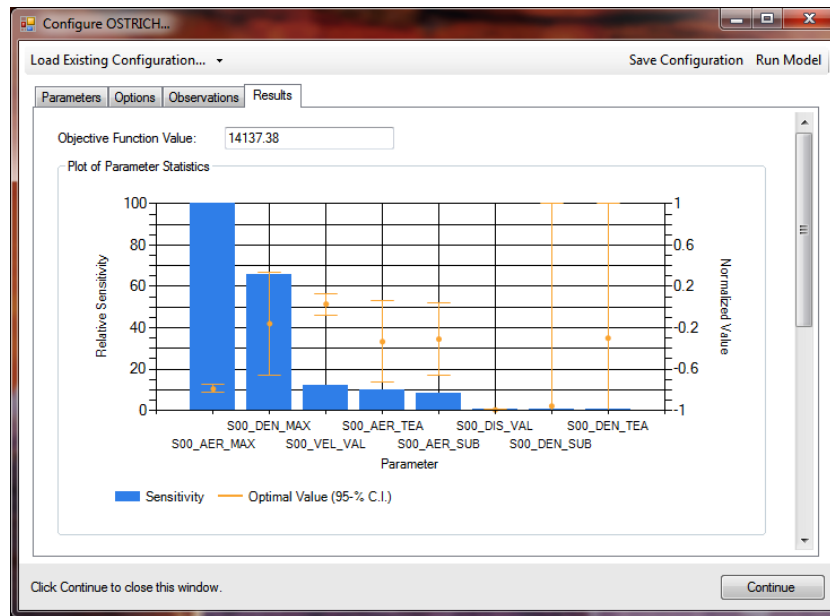 Configure OSTRICH...
Load Existing Configuration... Save Configuration Run Model
Parameters Options Observations Results
Objective Function Value: 14137.38
Plot of Parameter Statistics
100 1
80 0.6
60 0.2
40 -0.2
20 -0.6
0 -1
Relative Sensitivity
Normalized Value
S00_DEN_MAX S00_AER_TEA S00_DIS_VAL S00_DEN_TEA
S00_AER_MAX S00_VEL_VAL S00_AER_SUB S00_DEN_SUB
Parameter
Sensitivity Optimal Value (95-% C.I.)
Click Continue to close this window. Continue